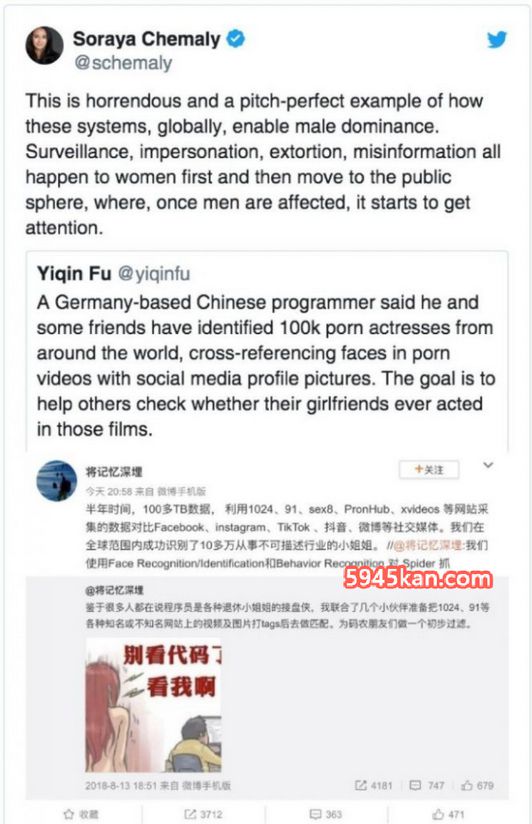 Soraya Chemaly
@schemaly
This is horrendous and a pitch-perfect example of how
these systems, globally, enable male dominance.
Surveillance, impersonation, extortion, misinformation all
happen to women first and then move to the public
sphere, where, once men are affected, it starts to get
attention.
Yiqin Fu @yiqinfu
A Germany-based Chinese programmer said he and
some friends have identified 100k porn actresses from
around the world, cross-referencing faces in porn
videos with social media profile pictures. The goal is to
help others check whether their girlfriends ever acted
in those films.
将记忆深埋
+关注
今天 20:58 来自 微博手机版
半年时间，100多TB数据， 利用1024、91、sex8、PronHub、xvideos 等网站采
集的数据对比Facebook、instagram、TikTok 、抖音、微博等社交媒体。我们在
全球范围内成功识别了10多万从事不可描述行业的小姐姐。 //@将记忆深埋:我们
使用Face Recognition/Identification和Behavior Recognition 对 Spider 抓
5945kan.com
@将记忆深埋
鉴于很多人都在说程序员是各种退休小姐姐的接盘侠，我联合了几个小伙伴准备把1024、91等
各种知名或不知名网站上的视频及图片打tags后去做匹配。为码农朋友们做一个初步过滤。
别看代码了
看我啊
2018-8-13 18:51 来自 微博手机版
4181 747 679
收藏 3712 363 471